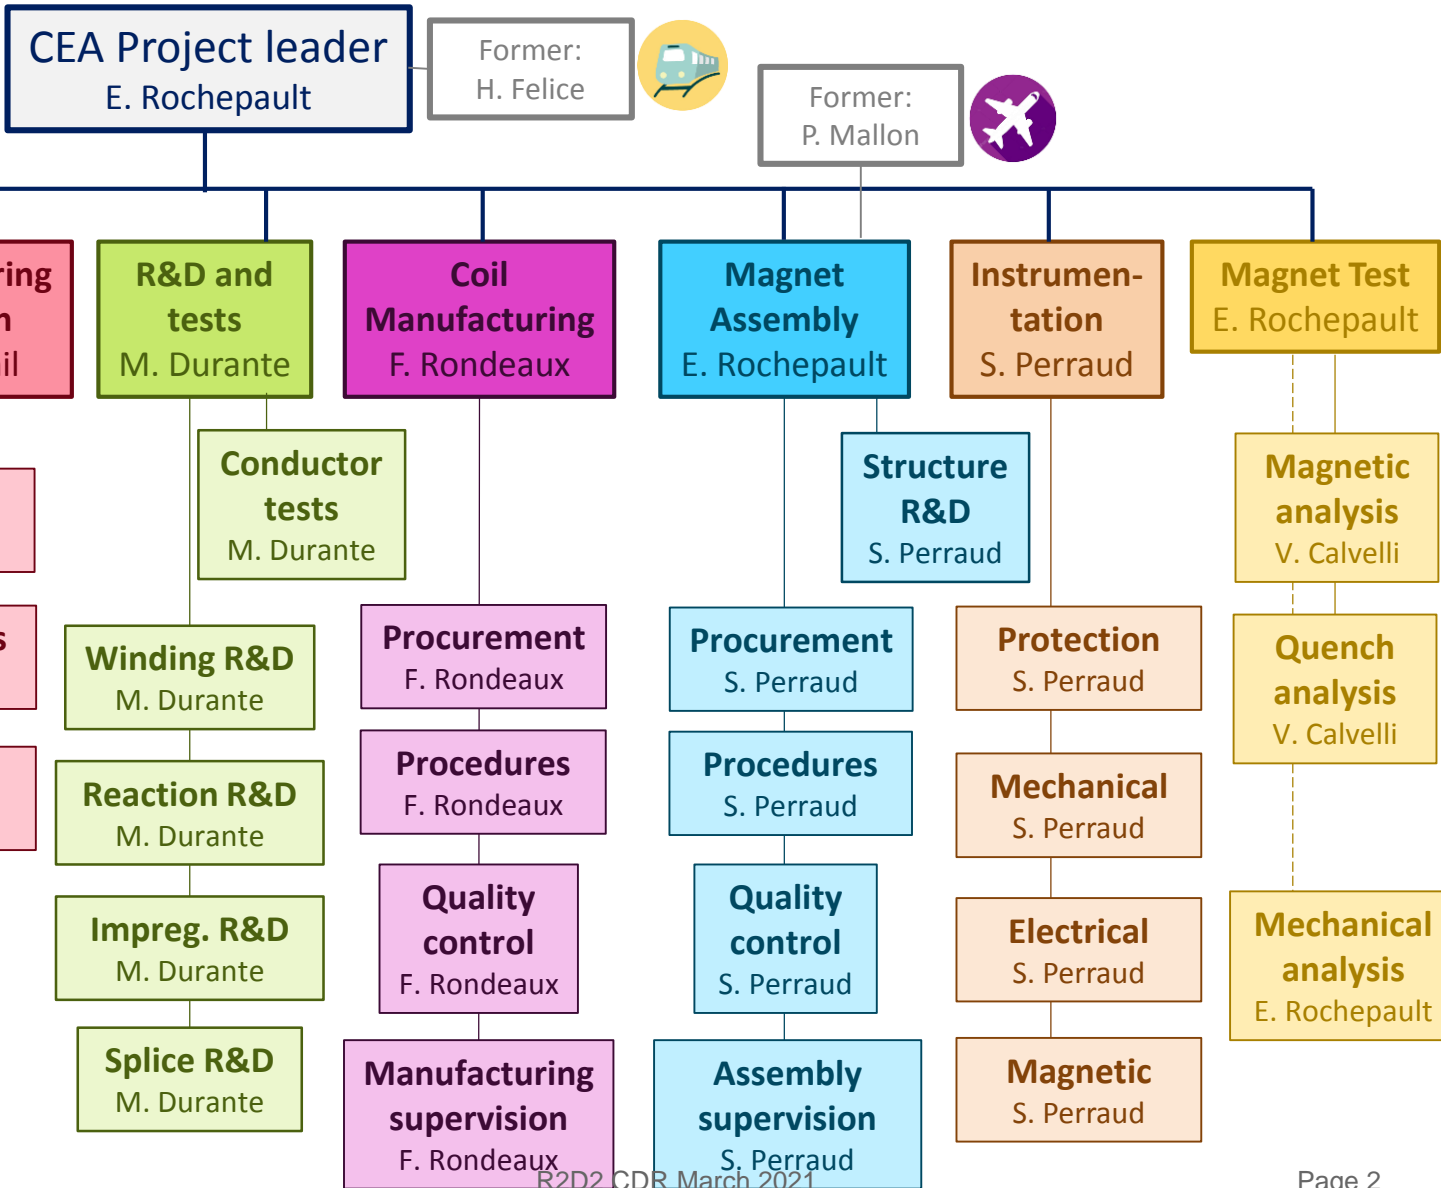 CEA Project leader
E. Rochepault
Former:
H. Felice
Former:
P. Mallon
R&D and
tests
M. Durante
Conductor
tests
M. Durante
Winding R&D
M. Durante
Reaction R&D
M. Durante
Impreg. R&D
M. Durante
Splice R&D
M. Durante
Coil
Manufacturing
F. Rondeaux
Procurement
F. Rondeaux
Procedures
F. Rondeaux
Quality
control
F. Rondeaux
Manufacturing
supervision
F. Rondeaux
Magnet
Assembly
E. Rochepault
Structure
R&D
S. Perraud
Procurement
S. Perraud
Procedures
S. Perraud
Quality
control
S. Perraud
Assembly
supervision
S. Perraud
Instrumen-
tation
S. Perraud
Protection
S. Perraud
Mechanical
S. Perraud
Electrical
S. Perraud
Magnetic
S. Perraud
Magnet Test
E. Rochepault
Magnetic
analysis
V. Calvelli
Quench
analysis
V. Calvelli
Mechanical
analysis
E. Rochepault
R2D2 CDR March 2021
Page 2